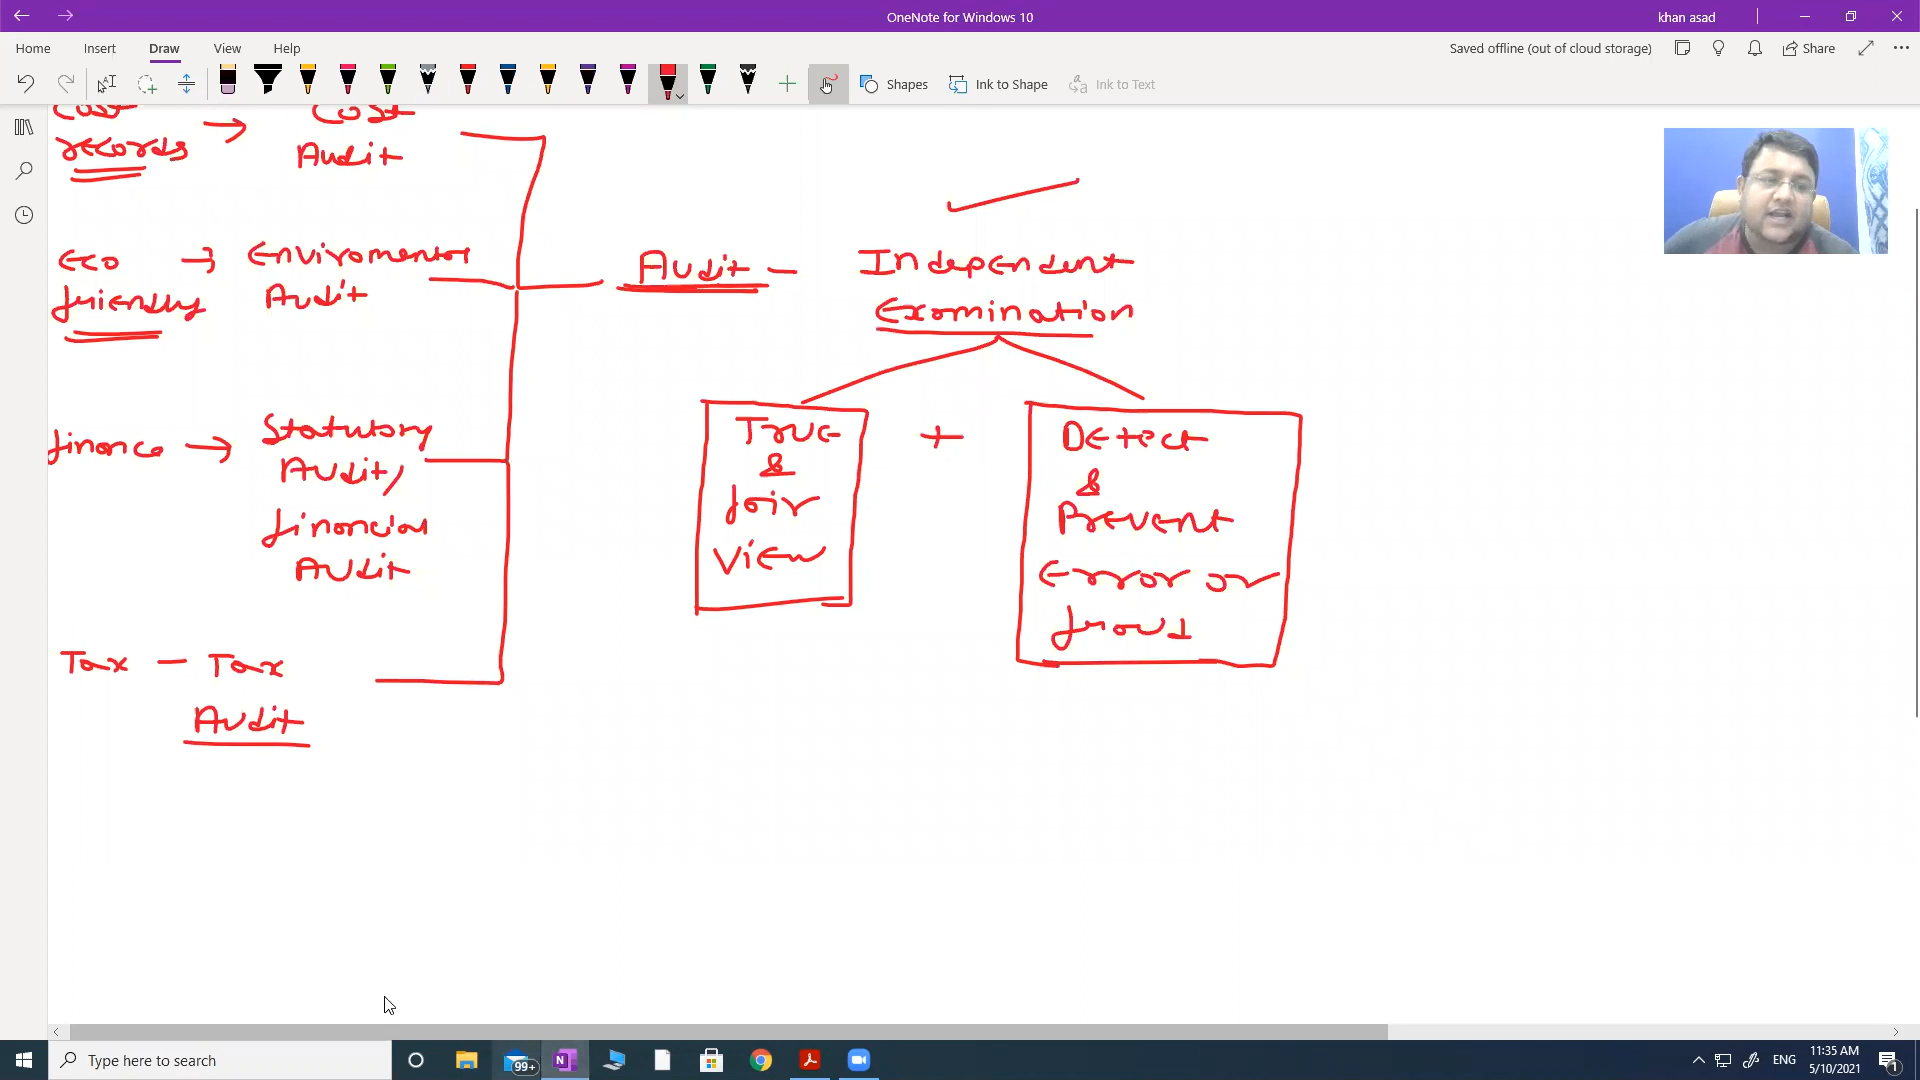 OneNote for Windows 10
khan asad
Home Insert Draw View Help
Saved offline (out of cloud storage)
Share
Shapes
Ink to Shape
Ink to Text
Cost
records → Cost
Audit
Eco
friendly → Enviromental
Audit
finance → Statutory
Audit/
financial
Audit
Tax – Tax
Audit
Audit – Independent
Examination
True
&
fair
view
+
Detect
&
Prevent
Error or
fraud
Type here to search
99+
ENG
11:35 AM
5/10/2021
1